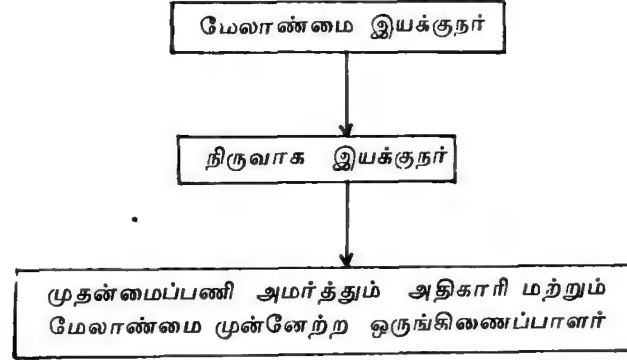 மேலாண்மை இயக்குநர்
நிருவாக இயக்குநர்
முதன்மைப்பணி அமர்த்தும் அதிகாரி மற்றும்
மேலாண்மை முன்னேற்ற ஒருங்கிணைப்பாளர்